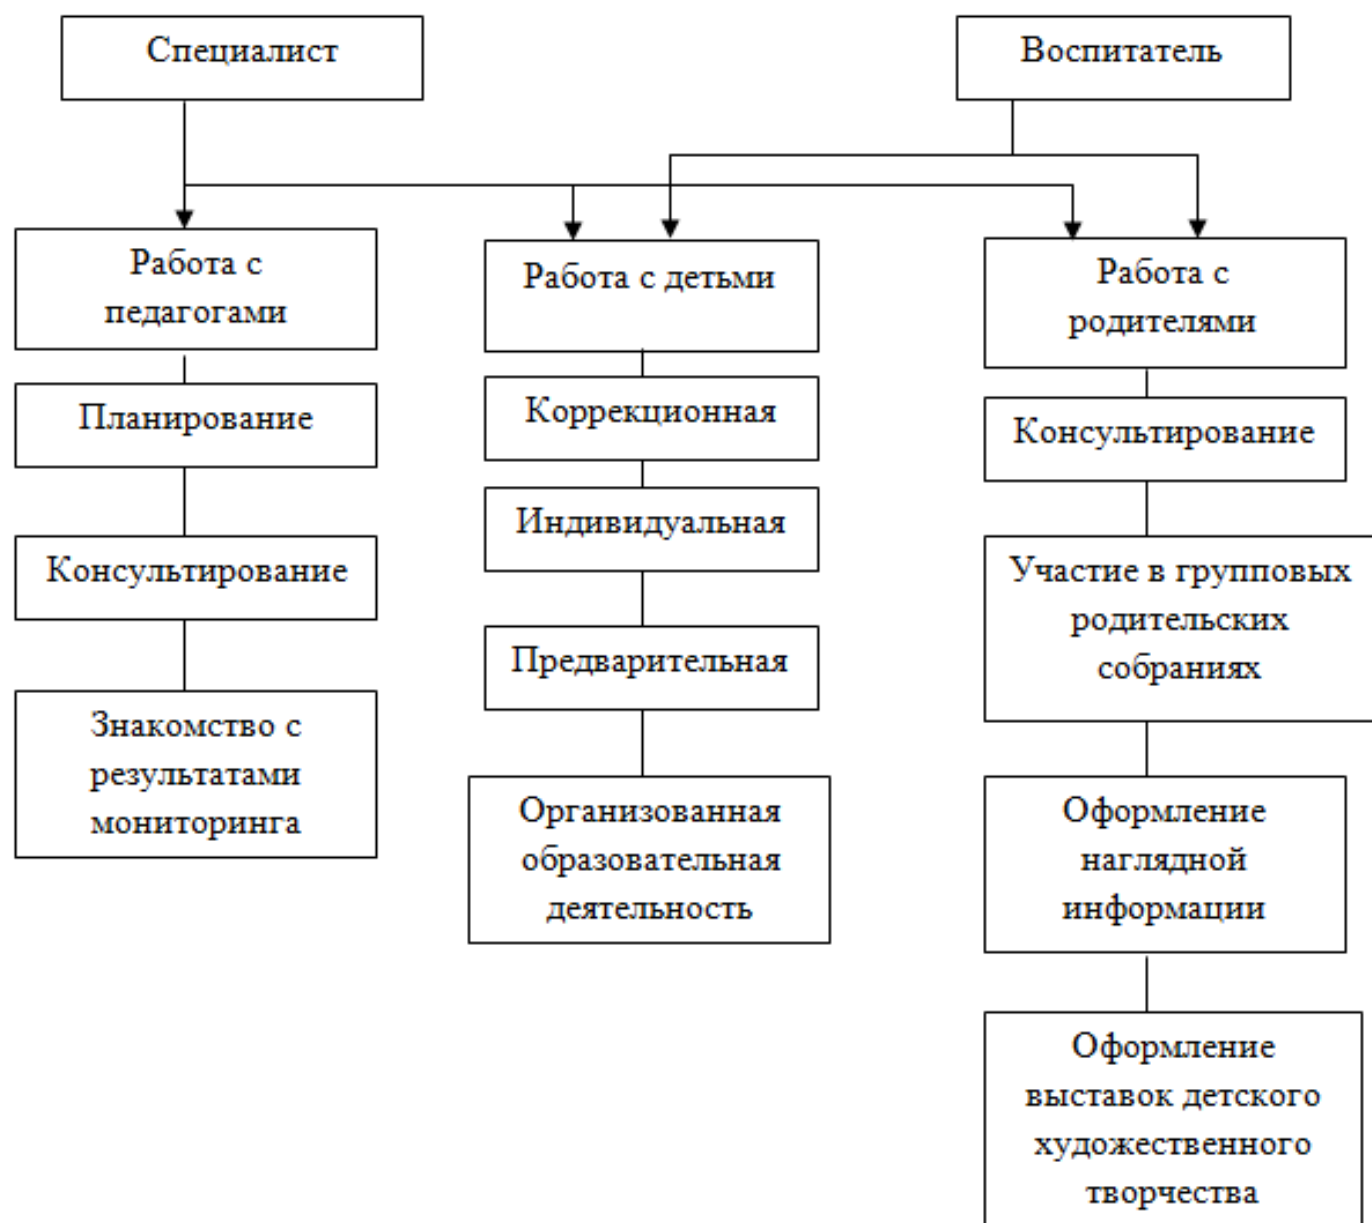 Специалист
Воспитатель
Работа с
педагогами
Планирование
Консультирование
Знакомство с
результатами
мониторинга
Работа с детьми
Коррекционная
Индивидуальная
Предварительная
Организованная
образовательная
деятельность
Работа с
родителями
Консультирование
Участие в групповых
родительских
собраниях
Оформление
наглядной
информации
Оформление
выставок детского
художественного
творчества